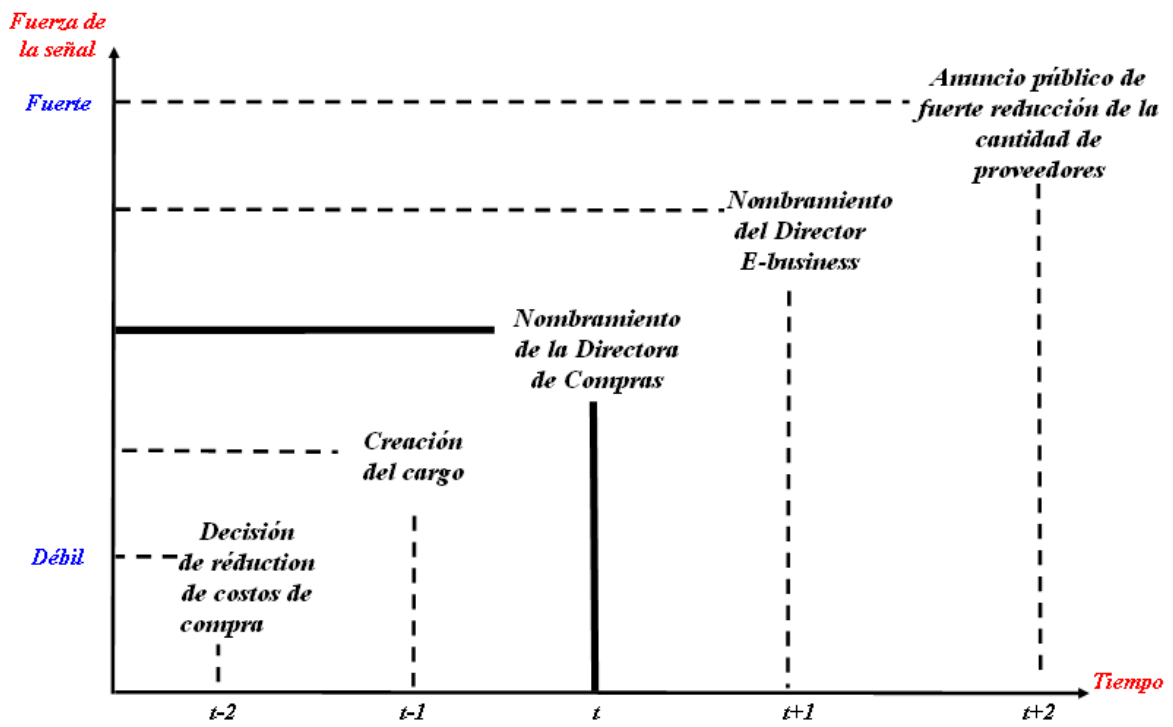 Fuerza de
la señal
Fuerte
Anuncio público de
fuerte reducción de la
cantidad de
proveedores
Nombramiento
del Director
E-business
Nombramiento
de la Directora
de Compras
Creación
del cargo
Débil
Decisión
de réduction
de costos de
compra
Tiempo
t-2
t-1
t
t+1
t+2